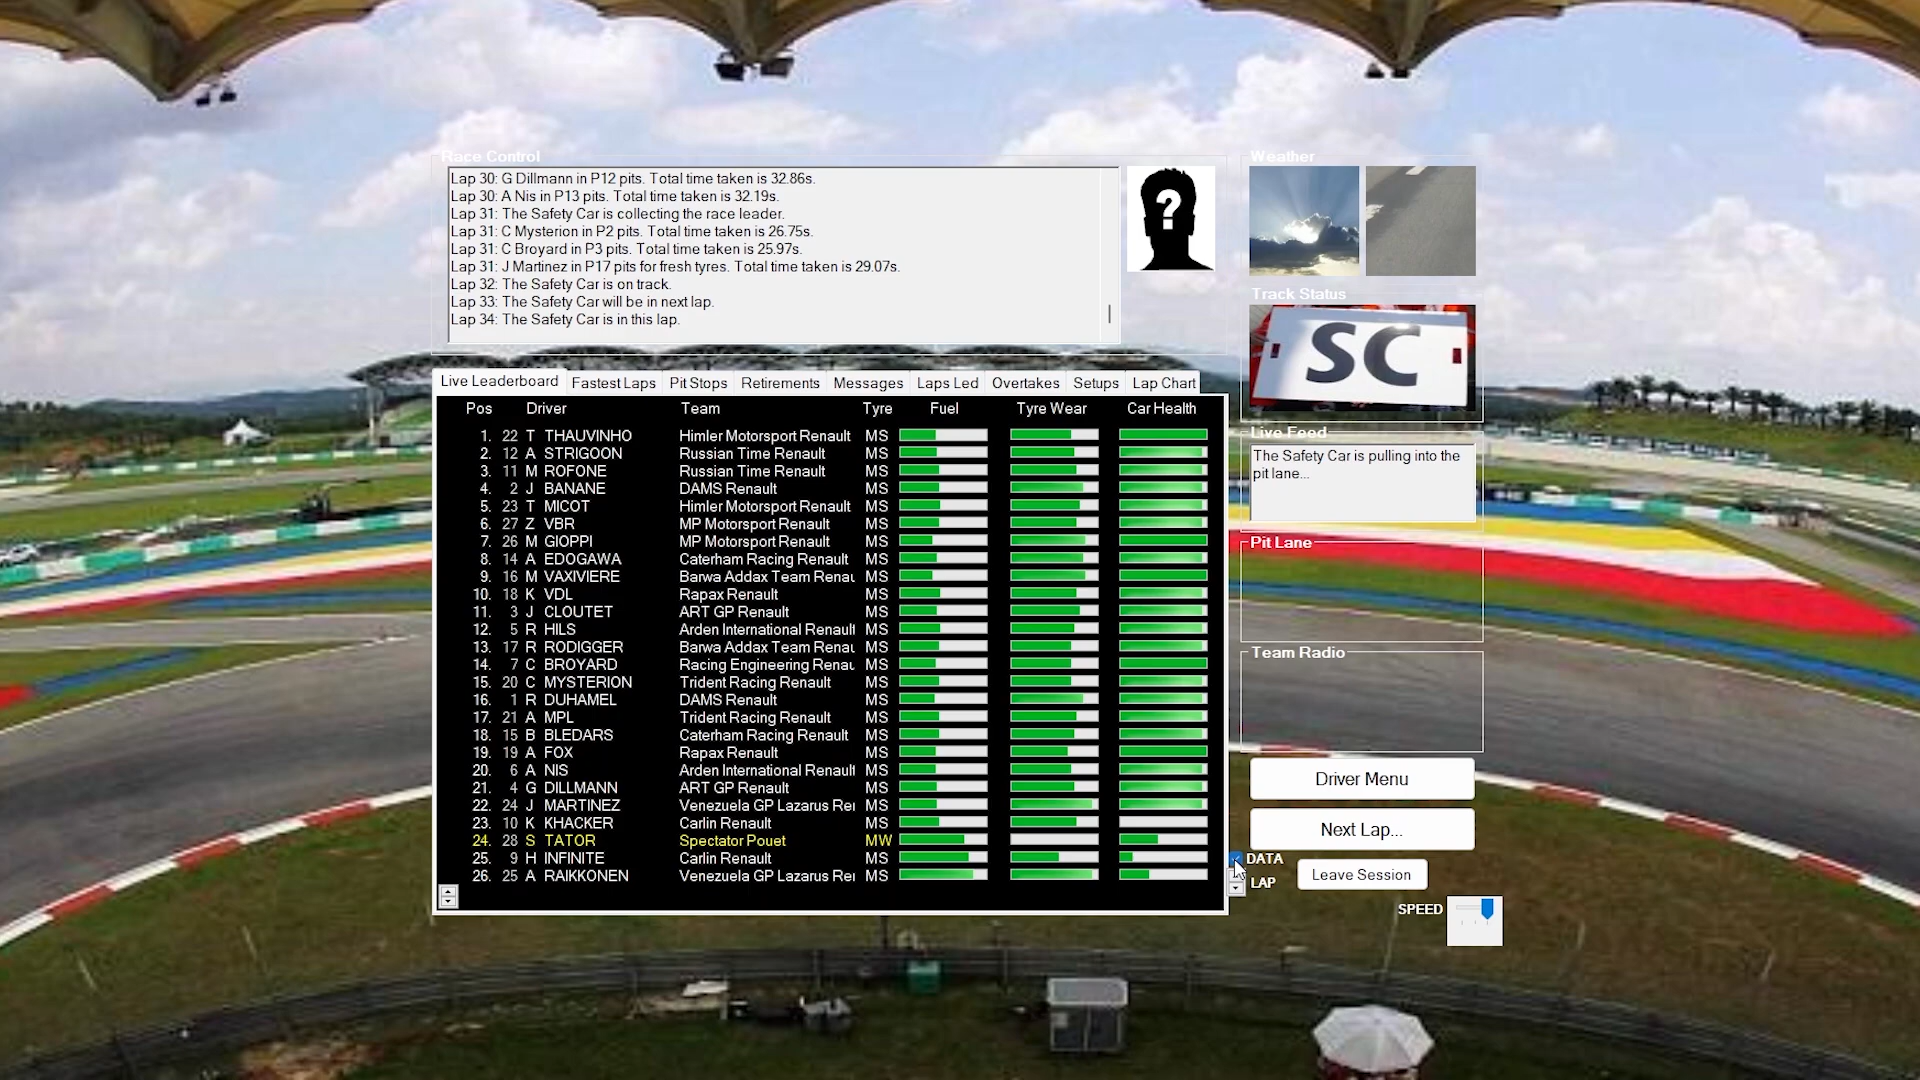 Race Control
Lap 30: G Dillmann in P12 pits. Total time taken is 32.86s.
Lap 30: A Nis in P13 pits. Total time taken is 32.19s.
Lap 31: The Safety Car is collecting the race leader.
Lap 31: C Mysterion in P2 pits. Total time taken is 26.75s.
Lap 31: C Broyard in P3 pits. Total time taken is 25.97s.
Lap 31: J Martinez in P17 pits for fresh tyres. Total time taken is 29.07s.
Lap 32: The Safety Car is on track.
Lap 33: The Safety Car will be in next lap.
Lap 34: The Safety Car is in this lap.
?
Weather
Track Status
SC
Live Feed
The Safety Car is pulling into the
pit lane...
Pit Lane
Team Radio
Live Leaderboard Fastest Laps Pit Stops Retirements Messages Laps Led Overtakes Setups Lap Chart
Pos Driver Team Tyre Fuel Tyre Wear Car Health
1. 22 T THAUVINHO Himler Motorsport Renault MS
2. 12 A STRIGOON Russian Time Renault MS
3. 11 M ROFONE Russian Time Renault MS
4. 2 J BANANE DAMS Renault MS
5. 23 T MICOT Himler Motorsport Renault MS
6. 27 Z VBR MP Motorsport Renault MS
7. 26 M GIOPPI MP Motorsport Renault MS
8. 14 A EDOGAWA Caterham Racing Renault MS
9. 16 M VAXIVIERE Barwa Addax Team Renau MS
10. 18 K VDL Rapax Renault MS
11. 3 J CLOUTET ART GP Renault MS
12. 5 R HILS Arden International Renault MS
13. 17 R RODIGGER Barwa Addax Team Renau MS
14. 7 C BROYARD Racing Engineering Renau MS
15. 20 C MYSTERION Trident Racing Renault MS
16. 1 R DUHAMEL DAMS Renault MS
17. 21 A MPL Trident Racing Renault MS
18. 15 B BLEDARS Caterham Racing Renault MS
19. 19 A FOX Rapax Renault MS
20. 6 A NIS Arden International Renault MS
21. 4 G DILLMANN ART GP Renault MS
22. 24 J MARTINEZ Venezuela GP Lazarus Rei MS
23. 10 K KHACKER Carlin Renault MS
24. 28 S TATOR Spectator Pouet MW
25. 9 H INFINITE Carlin Renault MS
26. 25 A RAIKKONEN Venezuela GP Lazarus Rei MS
Driver Menu
Next Lap...
DATA
LAP
Leave Session
SPEED